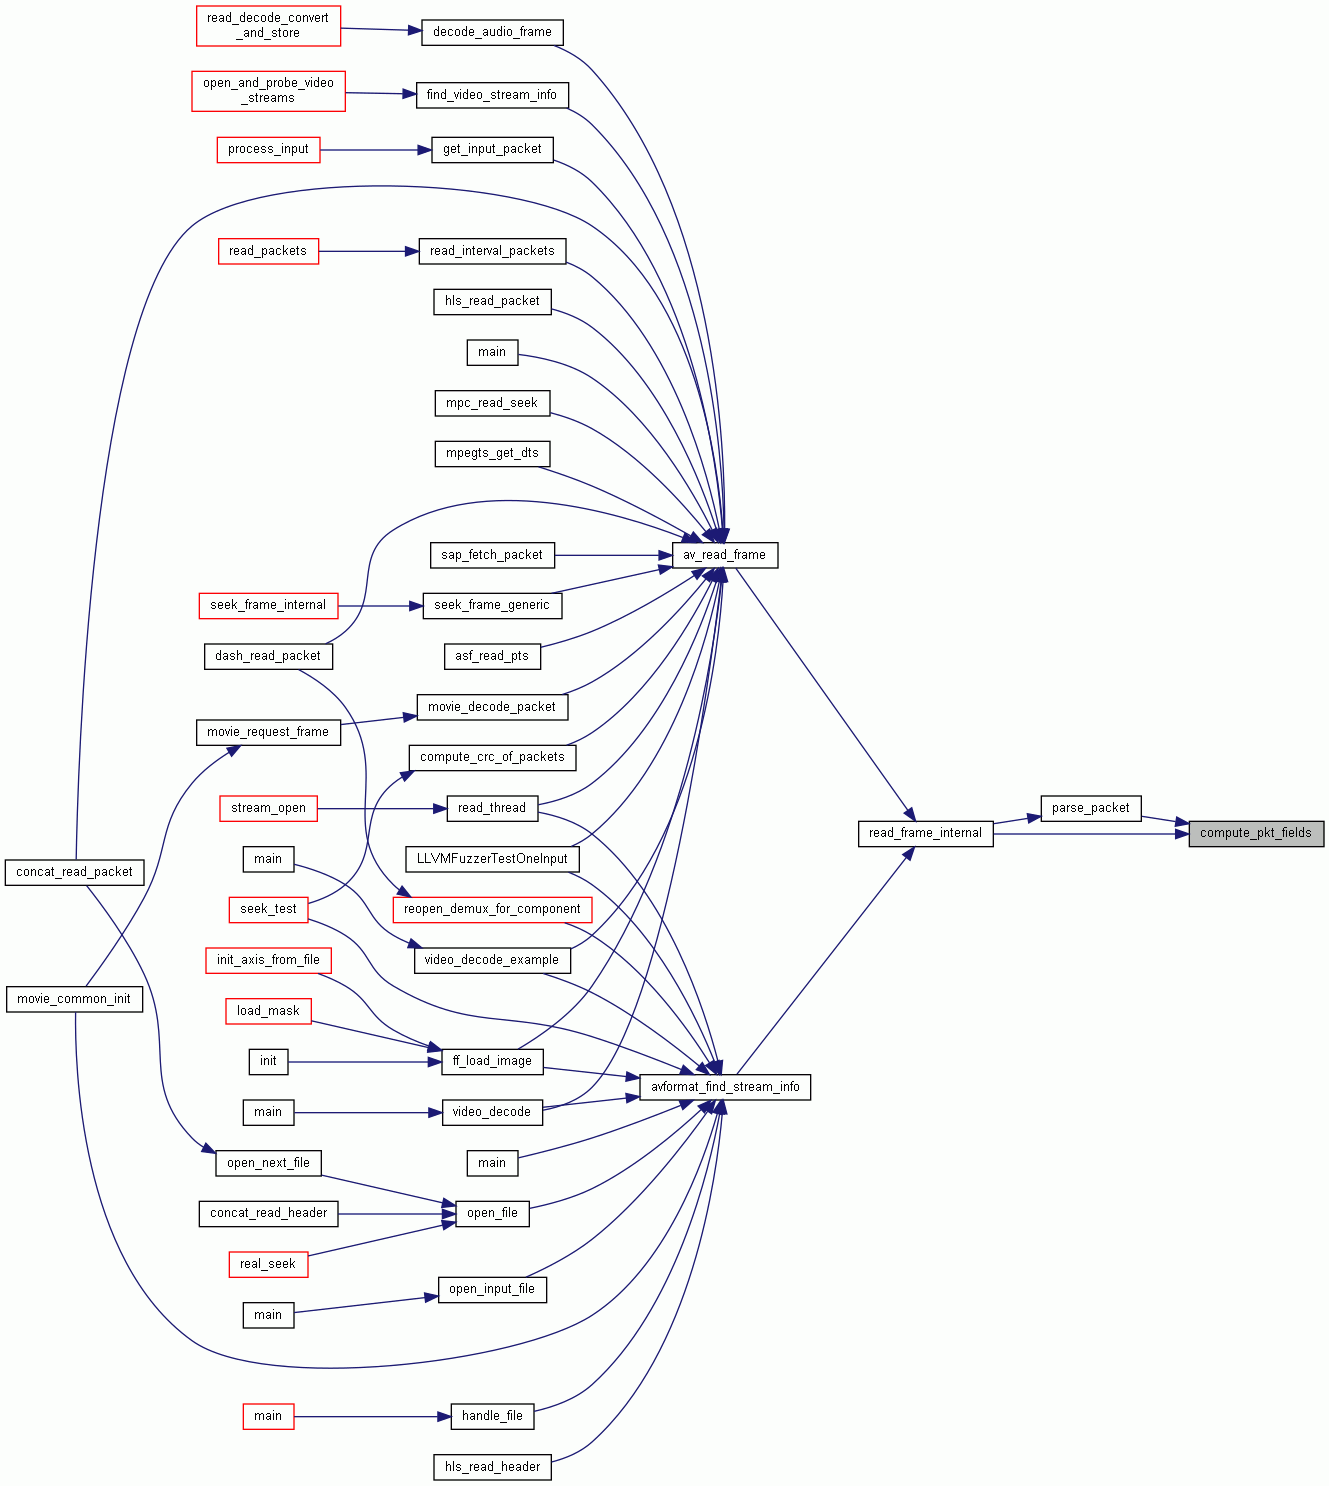 read_decode_convert
_and_store
decode_audio_frame
open_and_probe_video
_streams
find_video_stream_info
process_input
get_input_packet
read_packets
read_interval_packets
hls_read_packet
main
mpc_read_seek
mpegts_get_dts
sap_fetch_packet
av_read_frame
seek_frame_internal
seek_frame_generic
dash_read_packet
asf_read_pts
movie_decode_packet
movie_request_frame
compute_crc_of_packets
stream_open
read_thread
parse_packet
read_frame_internal
compute_pkt_fields
main
LLVMFuzzerTestOneInput
concat_read_packet
seek_test
reopen_demux_for_component
init_axis_from_file
video_decode_example
movie_common_init
load_mask
init
ff_load_image
avformat_find_stream_info
main
video_decode
open_next_file
main
concat_read_header
open_file
real_seek
open_input_file
main
main
handle_file
hls_read_header